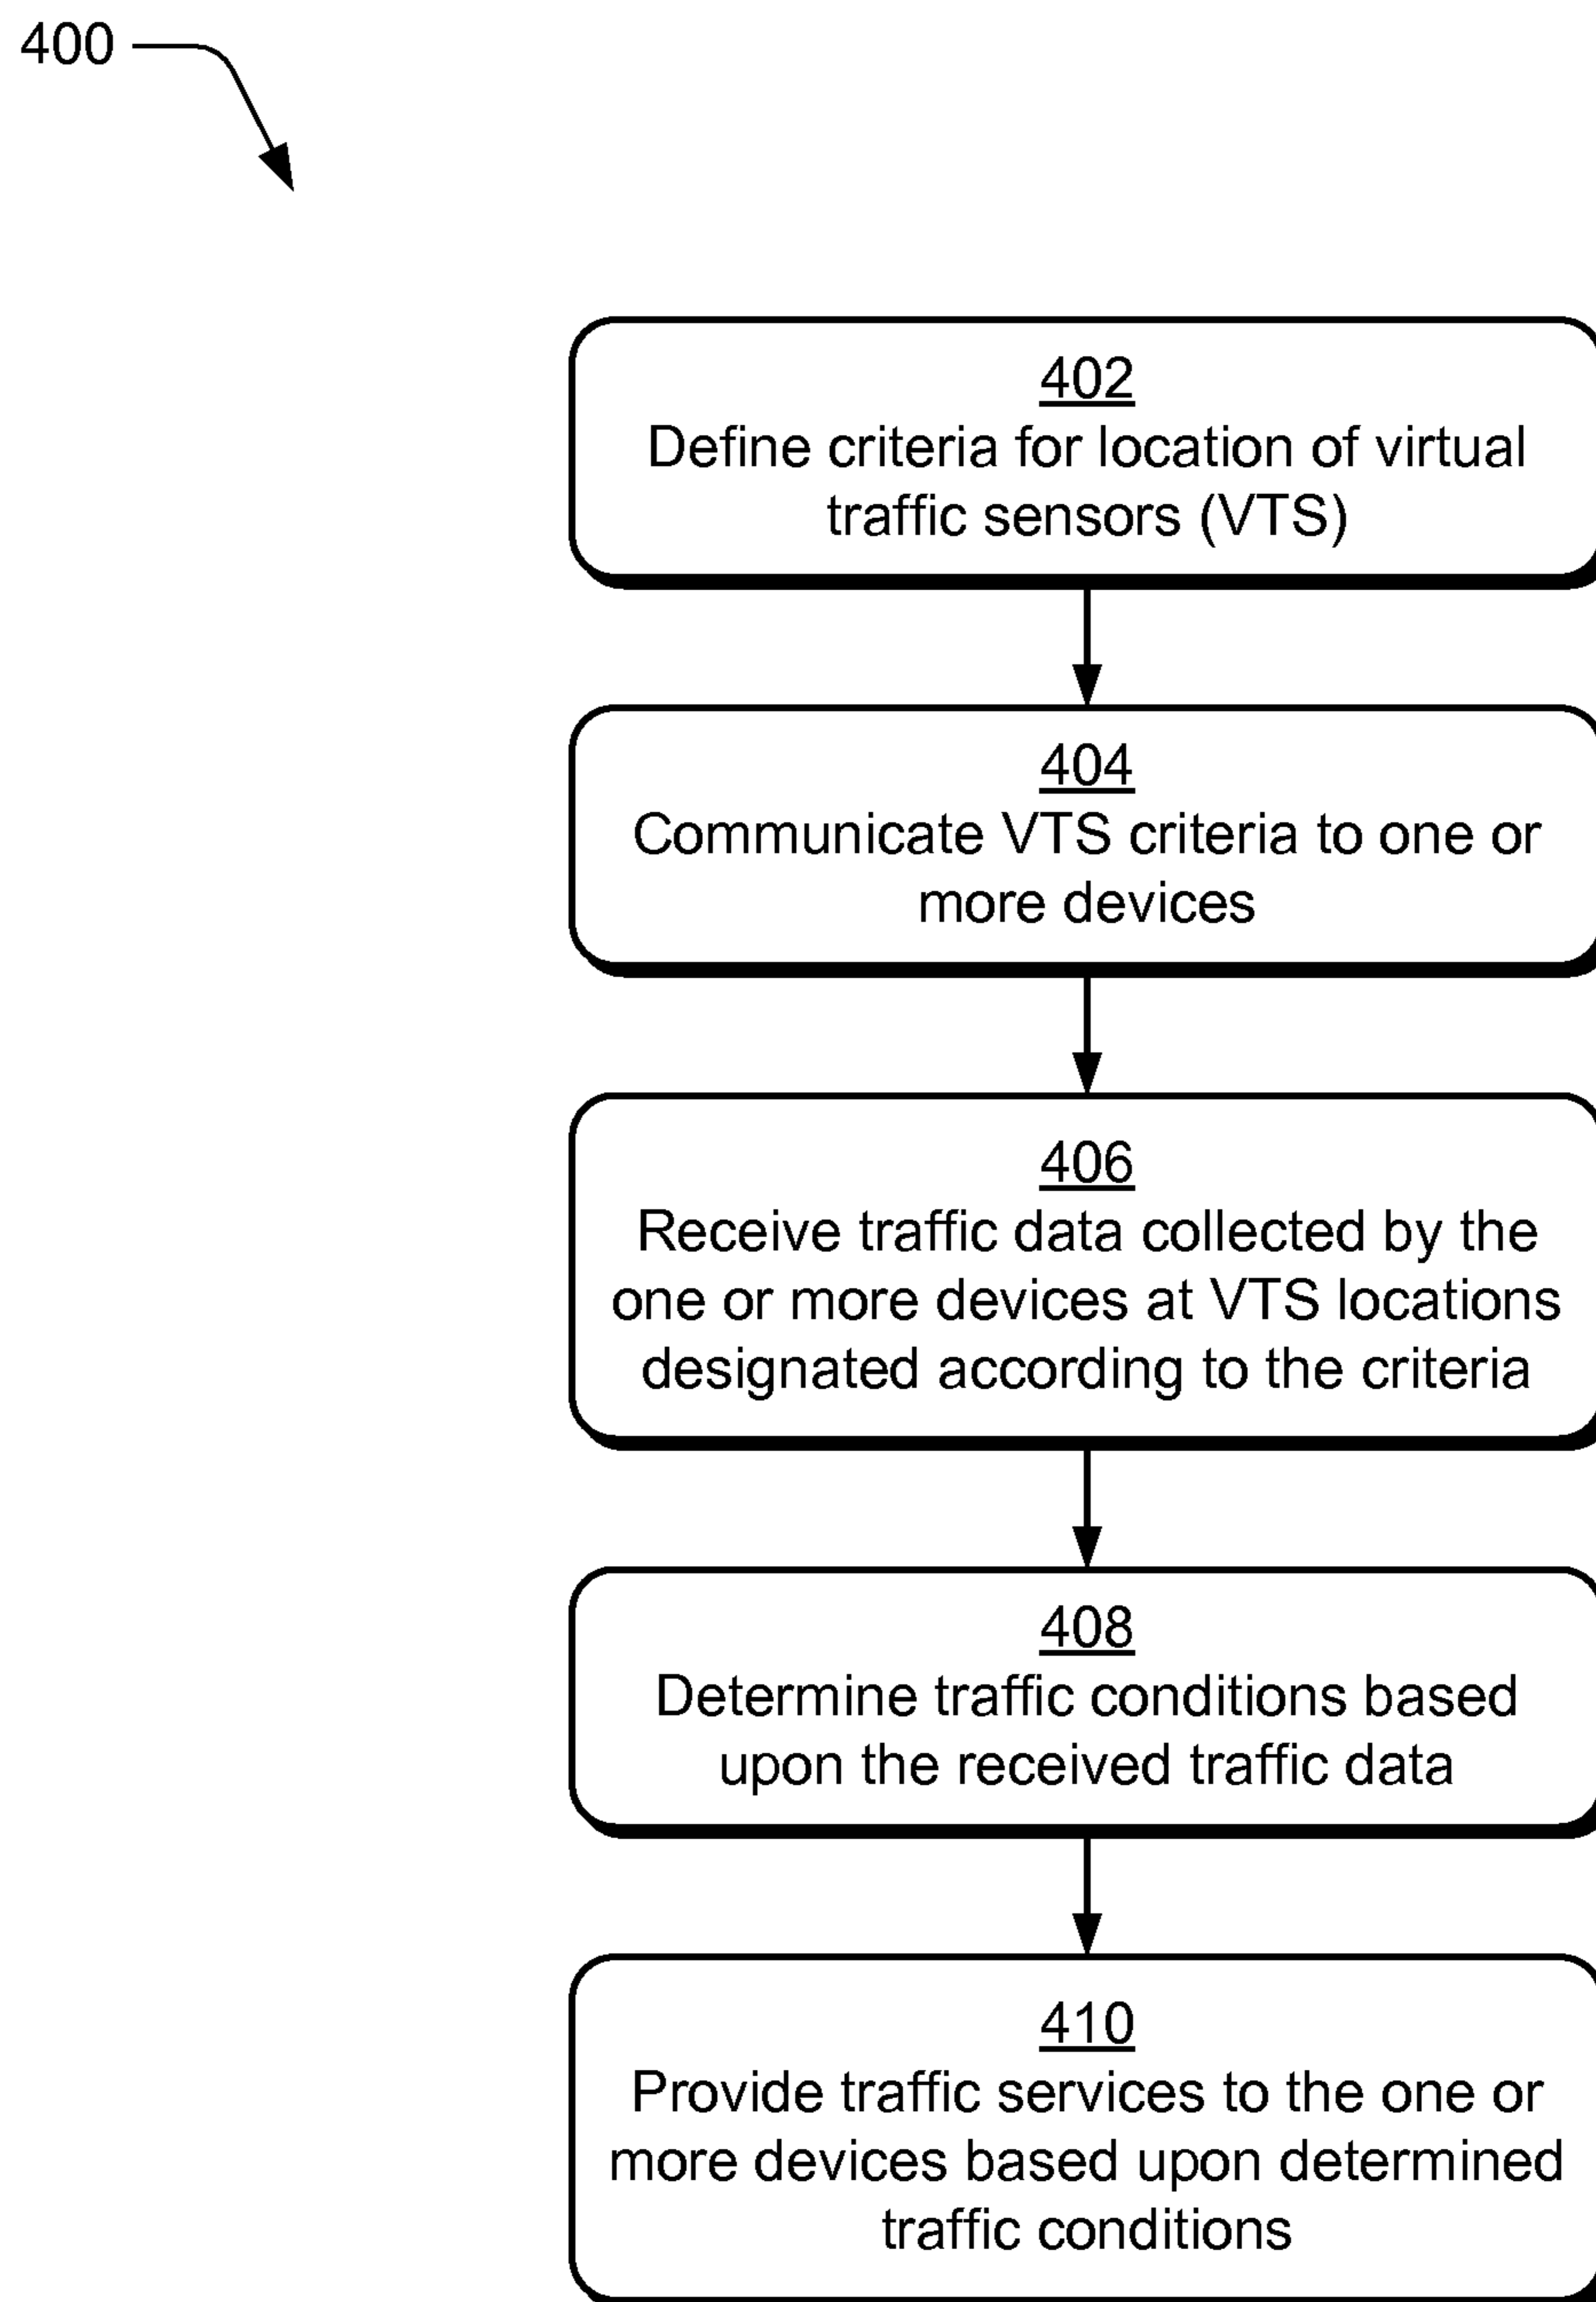 400
402
Define criteria for location of virtual
traffic sensors (VTS)
404
Communicate VTS criteria to one or
more devices
406
Receive traffic data collected by the
one or more devices at VTS locations
designated according to the criteria
408
Determine traffic conditions based
upon the received traffic data
410
Provide traffic services to the one or
more devices based upon determined
traffic conditions